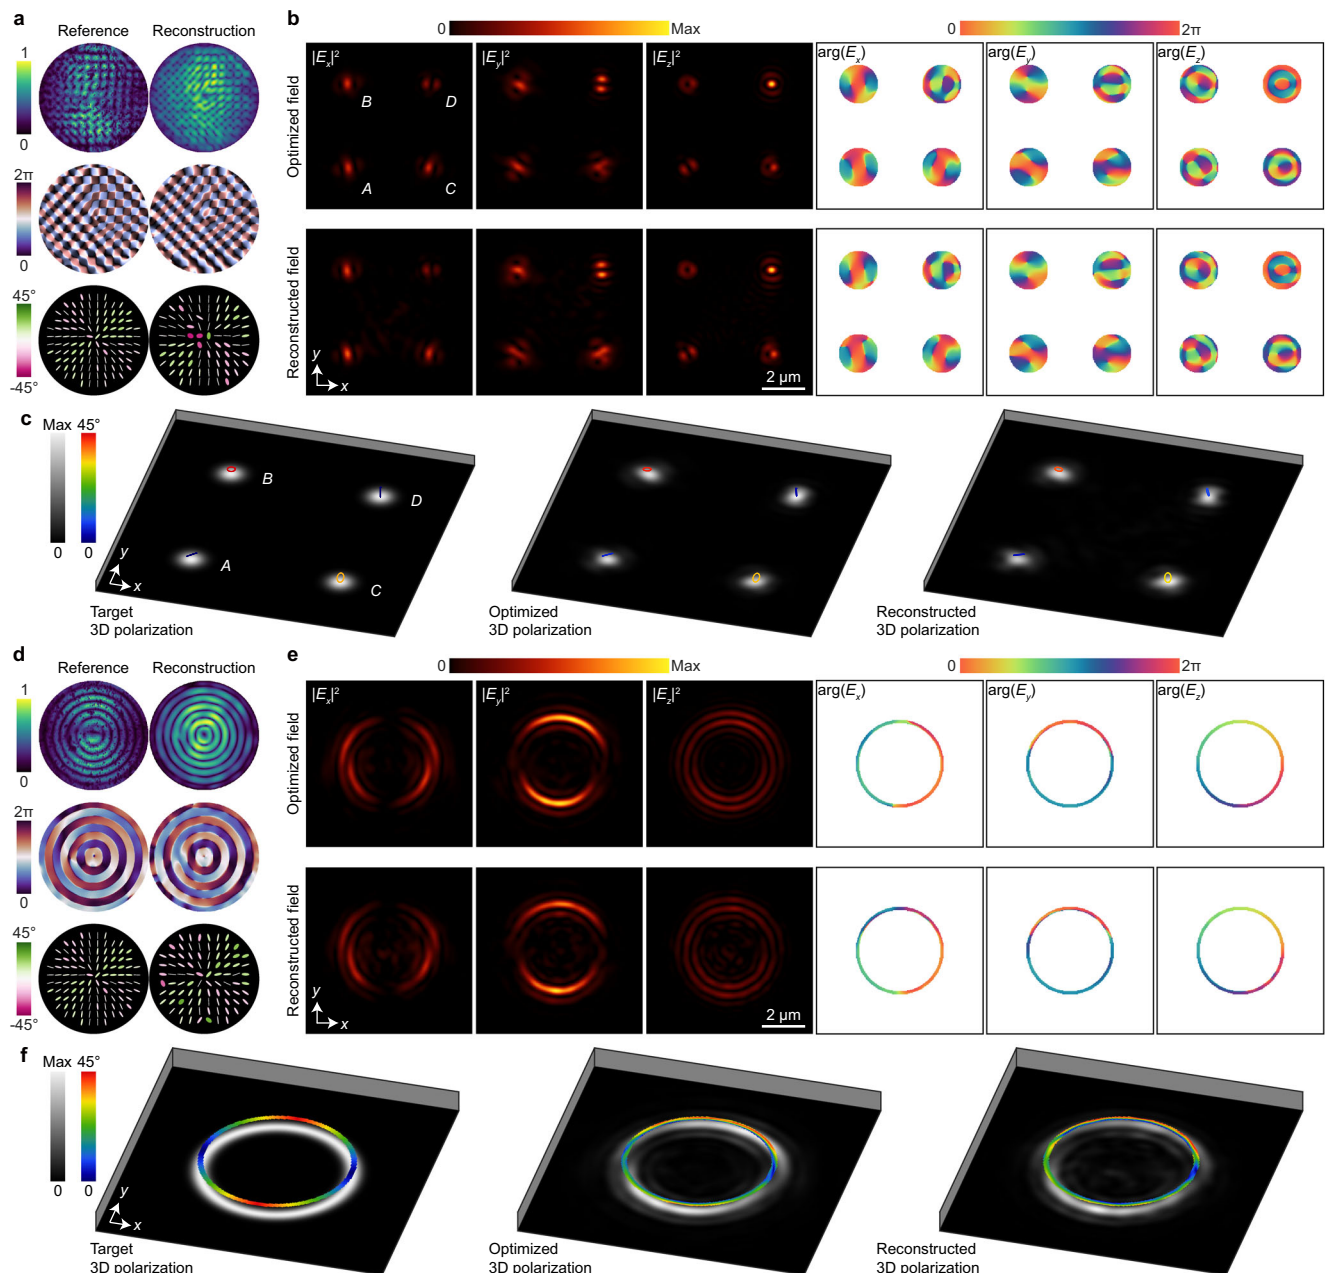 a
Reference Reconstruction
1
0
2π
0
45°
-45°
b
0 Max
0 2π
Optimized field
|Ex|²
|Ey|²
|Ez|²
arg(Ex)
arg(Ey)
arg(Ez)
B
D
A
C
Reconstructed field
y
x
2 μm
c
Max 45°
0 0
B
D
A
C
y
x
Target
3D polarization
Optimized
3D polarization
Reconstructed
3D polarization
d
Reference Reconstruction
1
0
2π
0
45°
-45°
e
0 Max
0 2π
Optimized field
|Ex|²
|Ey|²
|Ez|²
arg(Ex)
arg(Ey)
arg(Ez)
Reconstructed field
y
x
2 μm
f
Max 45°
0 0
y
x
Target
3D polarization
Optimized
3D polarization
Reconstructed
3D polarization